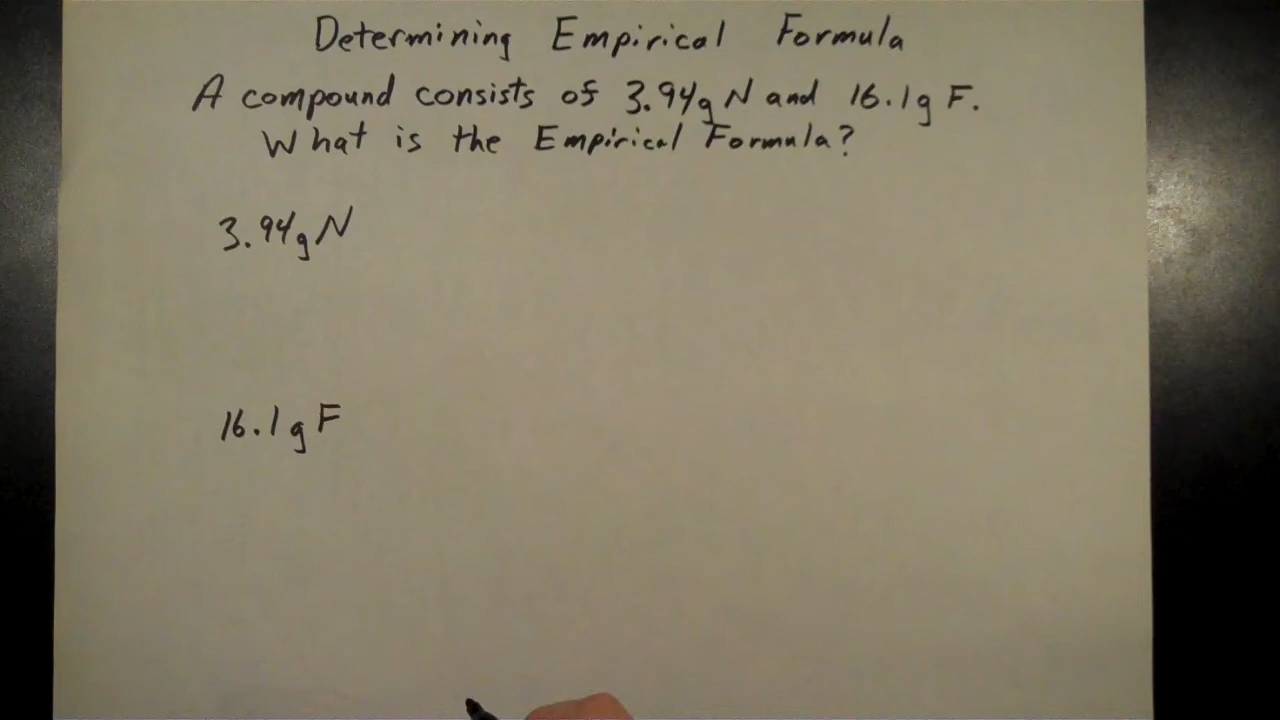 Determining Empirical Formula
A compound consists of 3.94g N and 16.1g F.
What is the Empirical Formula?
3.94g N
16.1g F